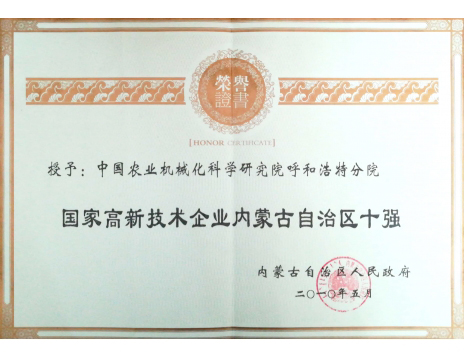 榮譽
證書
[HONOR CERTIFICATE]
授予：中国农业机械化科学研究院呼和浩特分院
国家高新技术企业内蒙古自治区十强
内蒙古自治区人民政府
二〇一〇年五月